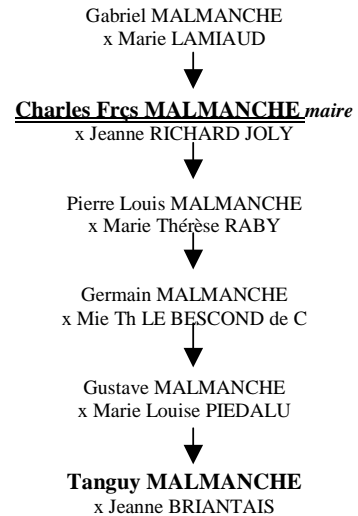 Gabriel MALMANCHE
x Marie LAMIAUD
Charles Frçs MALMANCHE maire
x Jeanne RICHARD JOLY
Pierre Louis MALMANCHE
x Marie Thérèse RABY
Germain MALMANCHE
x Mie Th LE BESCOND de C
Gustave MALMANCHE
x Marie Louise PIEDALU
Tanguy MALMANCHE
x Jeanne BRIANTAIS